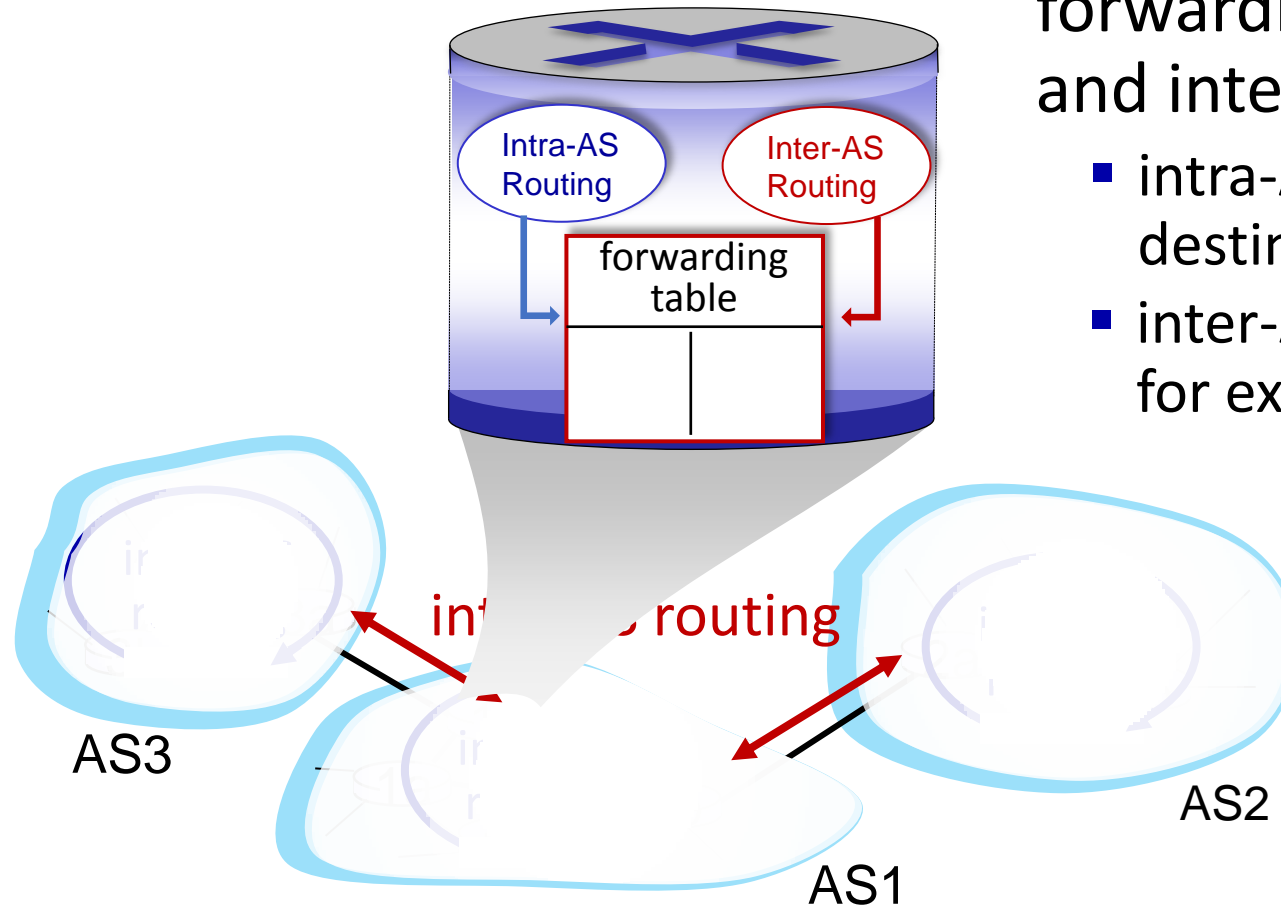 forwardi
and inte
Intra-AS
Routing
Inter-AS
Routing
intra-A
destin
inter-A
for ex
forwarding
table
routing
AS3
AS2
AS1